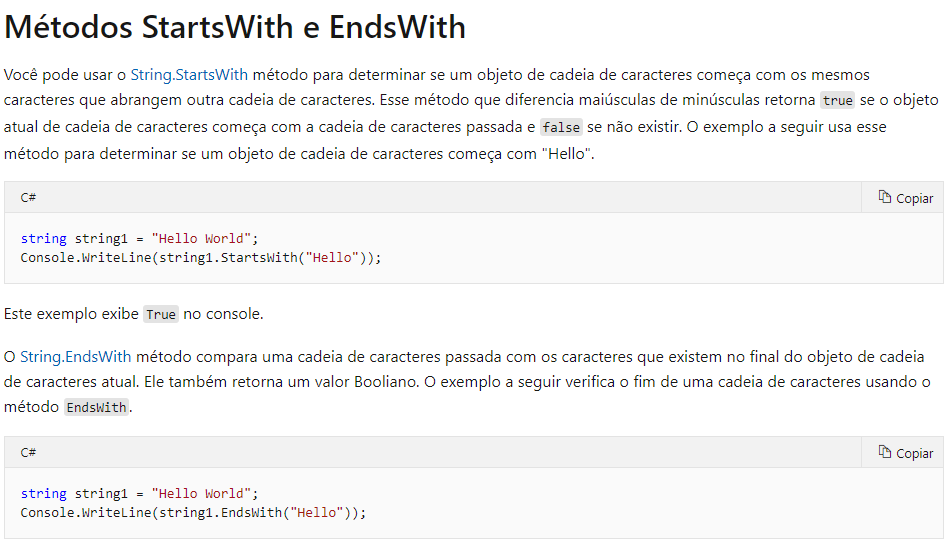 Métodos StartsWith e EndsWith
Você pode usar o String.StartsWith método para determinar se um objeto de cadeia de caracteres começa com os mesmos
caracteres que abrangem outra cadeia de caracteres. Esse método que diferencia maiúsculas de minúsculas retorna true se o objeto
atual de cadeia de caracteres começa com a cadeia de caracteres passada e false se não existir. O exemplo a seguir usa esse
método para determinar se um objeto de cadeia de caracteres começa com "Hello".
C# Copiar
string string1 = "Hello World";
Console.WriteLine(string1.StartsWith("Hello"));
Este exemplo exibe True no console.
O String.EndsWith método compara uma cadeia de caracteres passada com os caracteres que existem no final do objeto de cadeia
de caracteres atual. Ele também retorna um valor Booliano. O exemplo a seguir verifica o fim de uma cadeia de caracteres usando o
método EndsWith.
C# Copiar
string string1 = "Hello World";
Console.WriteLine(string1.EndsWith("Hello"));